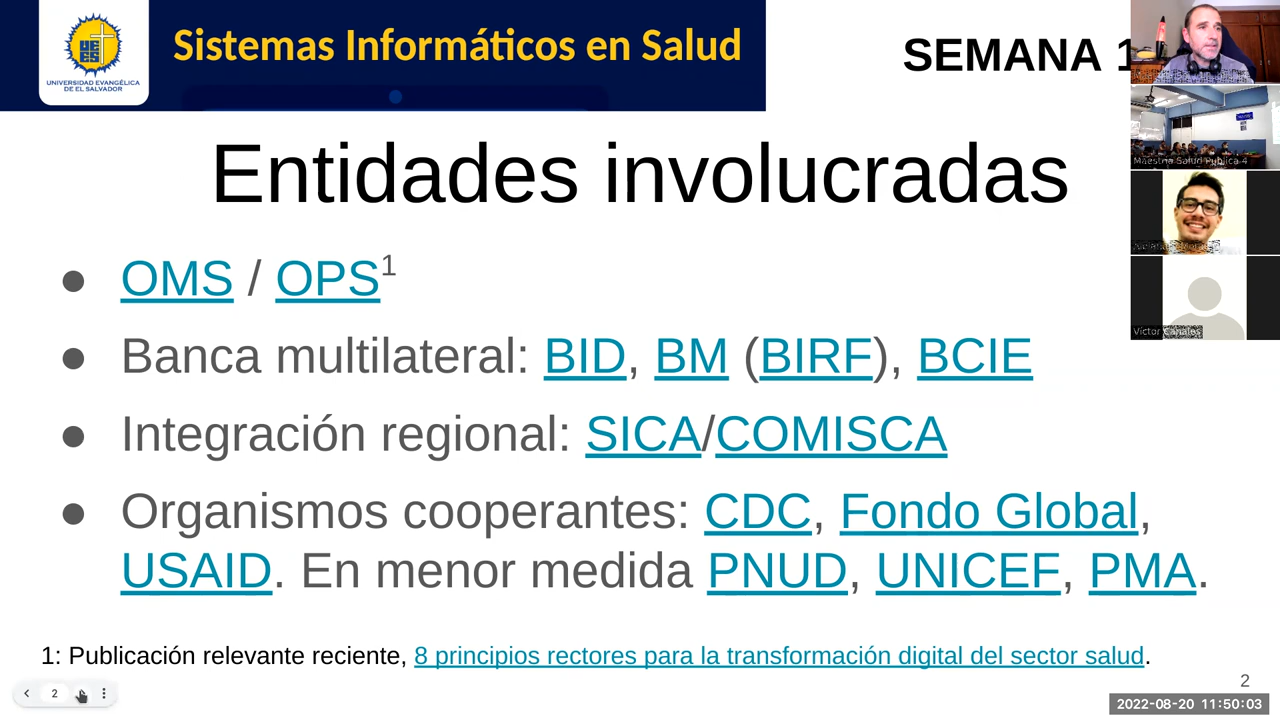 UNIVERSIDAD EVANGÉLICA
DE EL SALVADOR
Sistemas Informáticos en Salud
SEMANA 1
Entidades involucradas
● OMS / OPS1
● Banca multilateral: BID, BM (BIRF), BCIE
● Integración regional: SICA/COMISCA
● Organismos cooperantes: CDC, Fondo Global,
USAID. En menor medida PNUD, UNICEF, PMA.
1: Publicación relevante reciente, 8 principios rectores para la transformación digital del sector salud.
2
2
Maestria Salud Publica 4
Victor Canales
2022-08-20 11:50:03